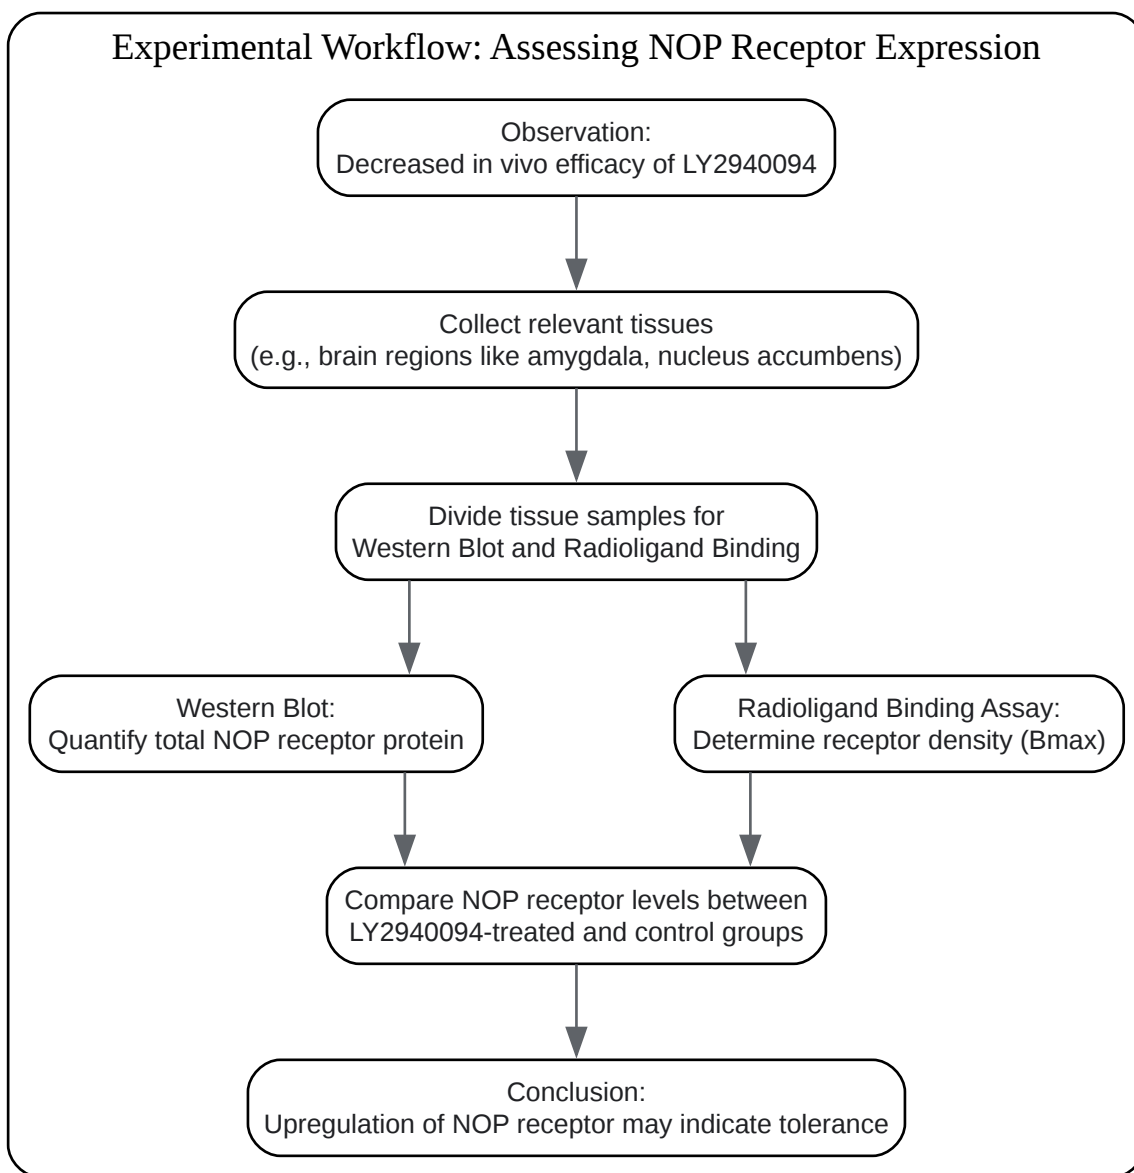 Experimental Workflow: Assessing NOP Receptor Expression
Observation:
Decreased in vivo efficacy of LY2940094
Collect relevant tissues
(e.g., brain regions like amygdala, nucleus accumbens)
Divide tissue samples for
Western Blot and Radioligand Binding
Western Blot:
Quantify total NOP receptor protein
Radioligand Binding Assay:
Determine receptor density (Bmax)
Compare NOP receptor levels between
LY2940094-treated and control groups
Conclusion:
Upregulation of NOP receptor may indicate tolerance